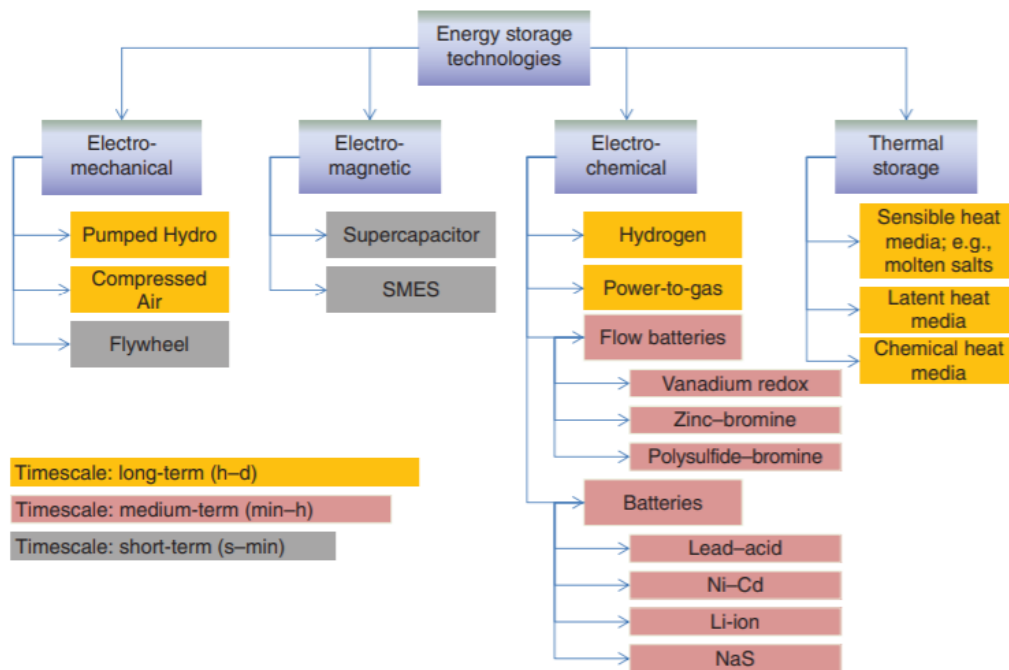 Energy storage
technologies
Electro-
mechanical
Electro-
magnetic
Electro-
chemical
Thermal
storage
Pumped Hydro
Compressed
Air
Flywheel
Supercapacitor
SMES
Hydrogen
Power-to-gas
Flow batteries
Vanadium redox
Zinc–bromine
Polysulfide–bromine
Batteries
Lead–acid
Ni–Cd
Li-ion
NaS
Sensible heat
media; e.g.,
molten salts
Latent heat
media
Chemical heat
media
Timescale: long-term (h–d)
Timescale: medium-term (min–h)
Timescale: short-term (s–min)